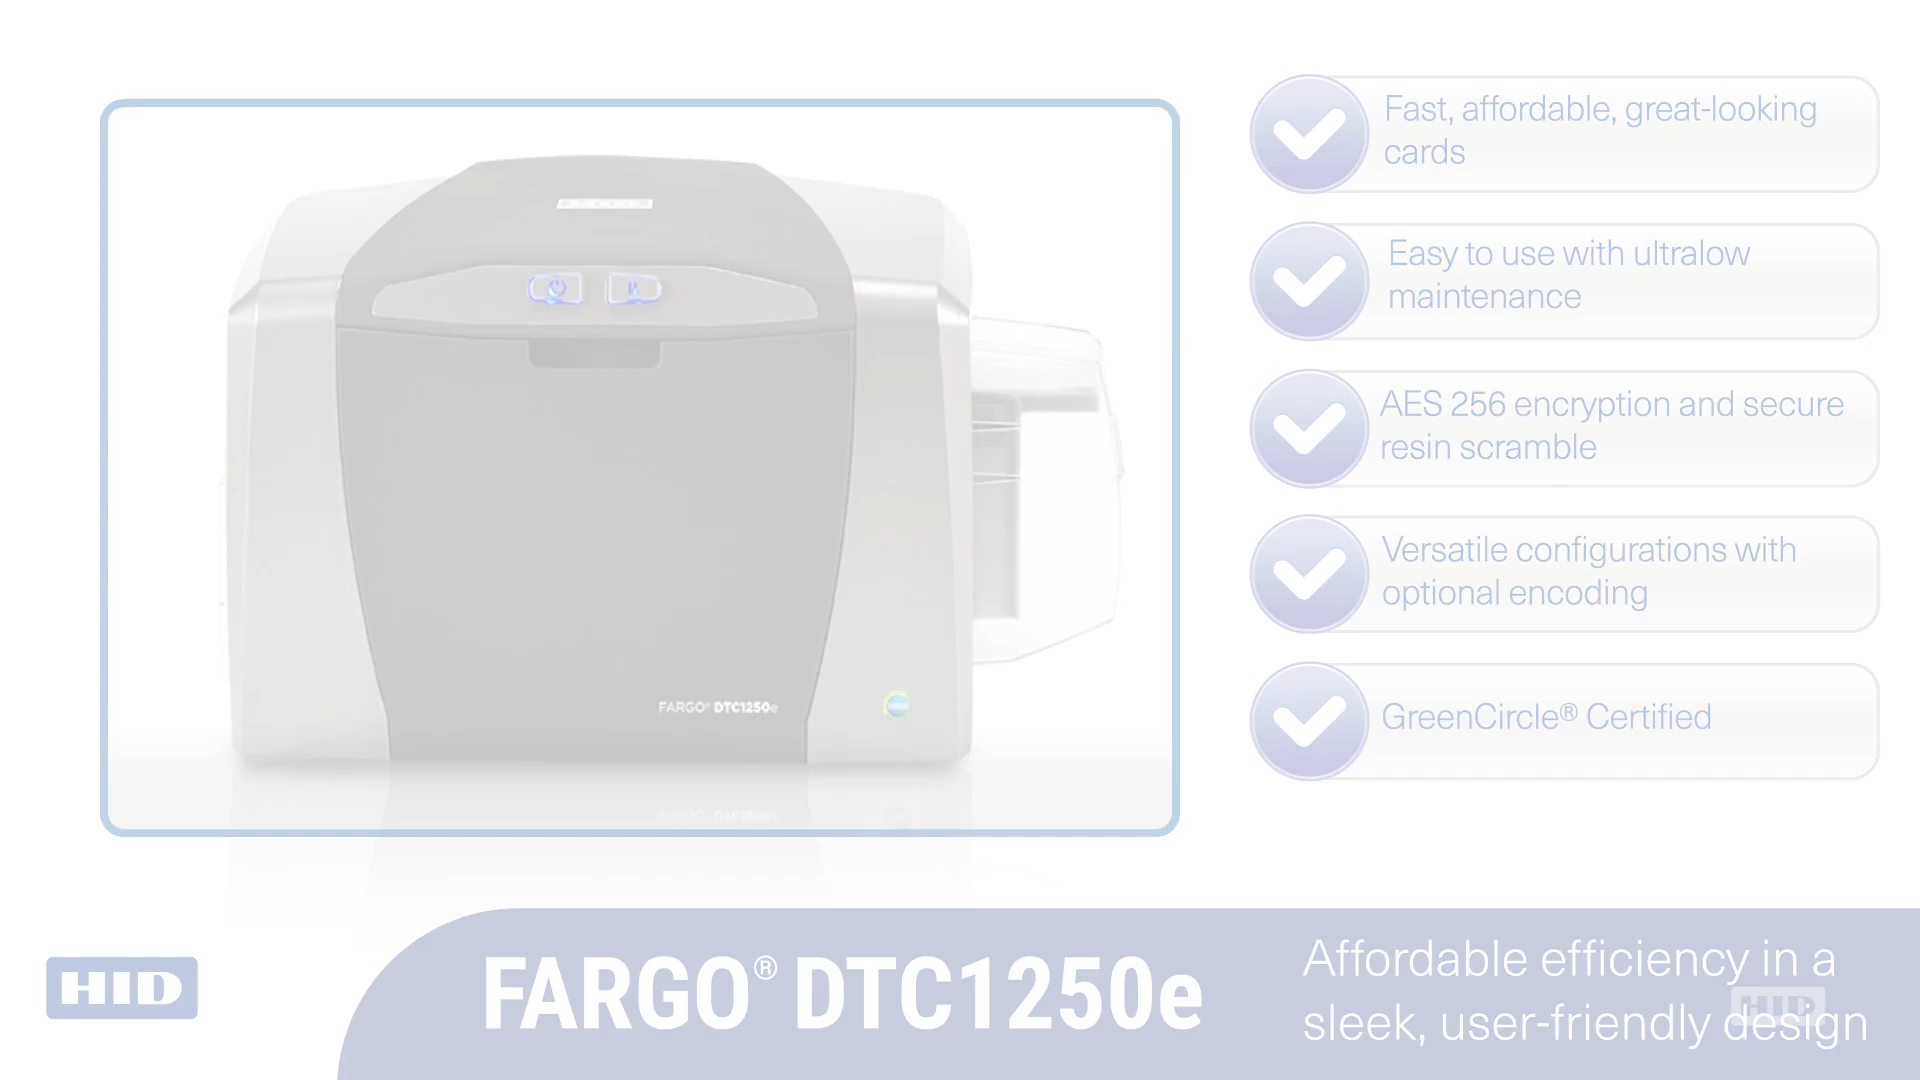 Fast, affordable, great-looking
cards
Easy to use with ultralow
maintenance
AES 256 encryption and secure
resin scramble
Versatile configurations with
optional encoding
GreenCircle® Certified
FARGO® DTC1250e
HID
FARGO® DTC1250e
Affordable efficiency in a
sleek, user-friendly design
HID